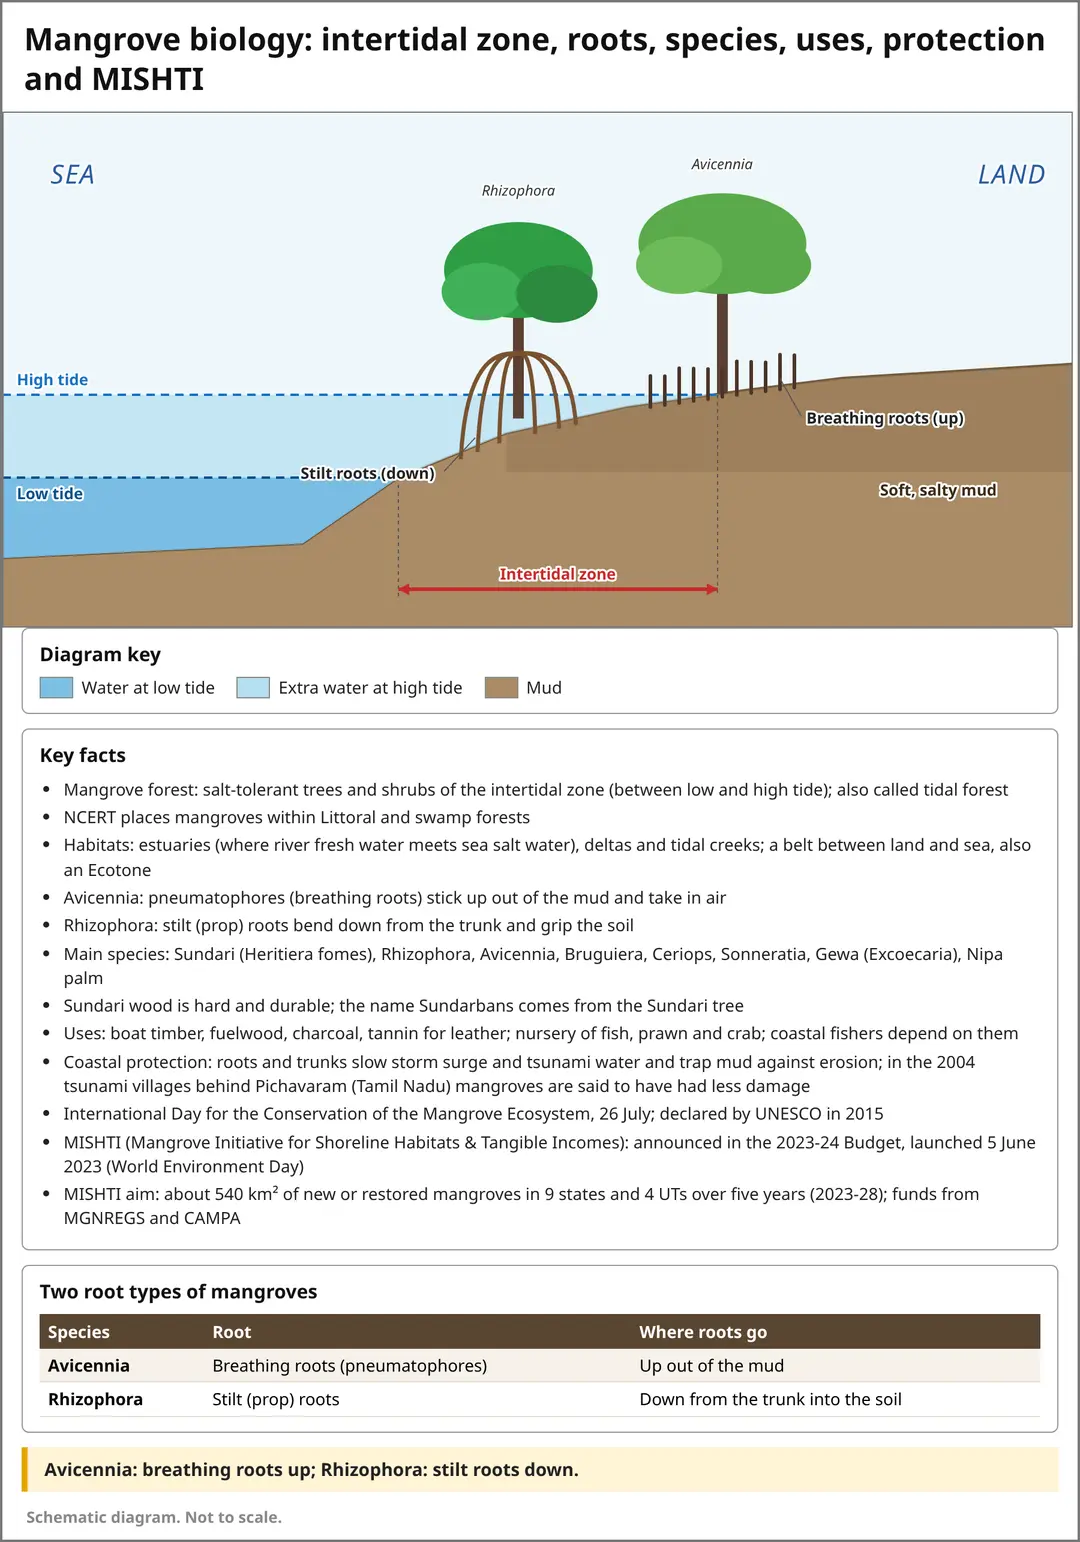 Mangrove biology: intertidal zone, roots, species, uses, protection
and MISHTI
SEA
LAND
Avicennia
Rhizophora
High tide
Breathing roots (up)
Stilt roots (down)
Low tide
Soft, salty mud
Intertidal zone
Diagram key
Water at low tide
Extra water at high tide
Mud
Key facts
• Mangrove forest: salt-tolerant trees and shrubs of the intertidal zone (between low and high tide); also called tidal forest
• NCERT places mangroves within Littoral and swamp forests
• Habitats: estuaries (where river fresh water meets sea salt water), deltas and tidal creeks; a belt between land and sea, also
an Ecotone
• Avicennia: pneumatophores (breathing roots) stick up out of the mud and take in air
• Rhizophora: stilt (prop) roots bend down from the trunk and grip the soil
• Main species: Sundari (Heritiera fomes), Rhizophora, Avicennia, Bruguiera, Ceriops, Sonneratia, Gewa (Excoecaria), Nipa
palm
• Sundari wood is hard and durable; the name Sundarbans comes from the Sundari tree
• Uses: boat timber, fuelwood, charcoal, tannin for leather; nursery of fish, prawn and crab; coastal fishers depend on them
• Coastal protection: roots and trunks slow storm surge and tsunami water and trap mud against erosion; in the 2004
tsunami villages behind Pichavaram (Tamil Nadu) mangroves are said to have had less damage
• International Day for the Conservation of the Mangrove Ecosystem, 26 July; declared by UNESCO in 2015
• MISHTI (Mangrove Initiative for Shoreline Habitats & Tangible Incomes): announced in the 2023-24 Budget, launched 5 June
2023 (World Environment Day)
• MISHTI aim: about 540 km² of new or restored mangroves in 9 states and 4 UTs over five years (2023-28); funds from
MGNREGS and CAMPA
Two root types of mangroves
Species Root Where roots go
Avicennia Breathing roots (pneumatophores) Up out of the mud
Rhizophora Stilt (prop) roots Down from the trunk into the soil
Avicennia: breathing roots up; Rhizophora: stilt roots down.
Schematic diagram. Not to scale.